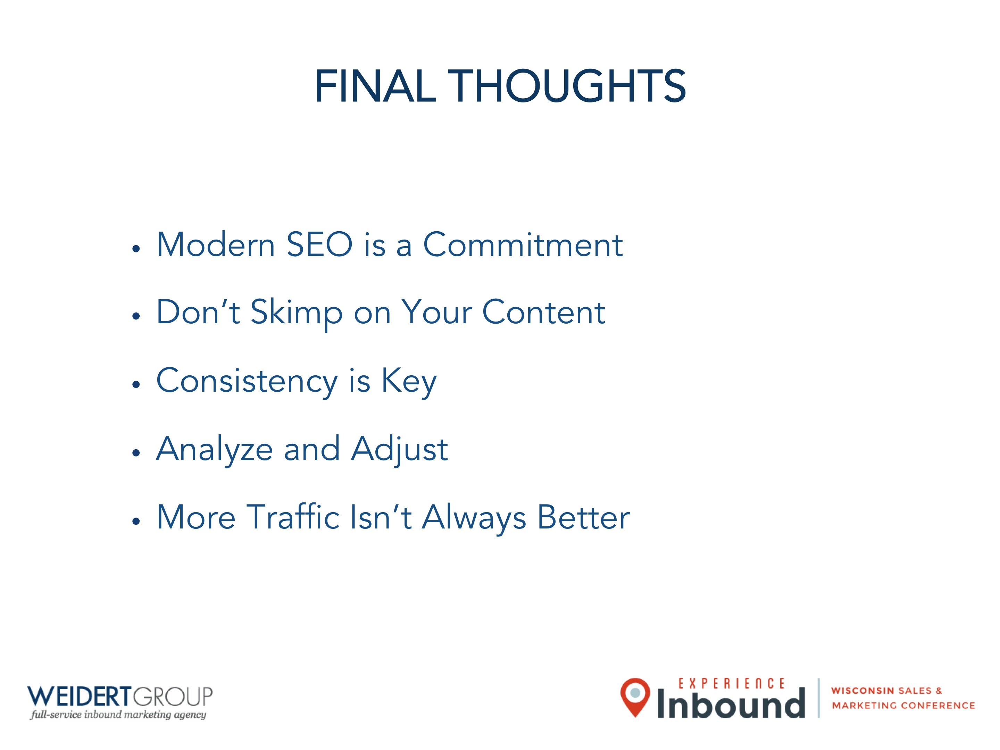 FINAL THOUGHTS
• Modern SEO is a Commitment
• Don't Skimp on Your Content
• Consistency is Key
• Analyze and Adjust
• More Traffic Isn't Always Better
WEIDERTGROUP
full-service inbound marketing agency
EXPERIENCE
Inbound
WISCONSIN SALES &
MARKETING CONFERENCE